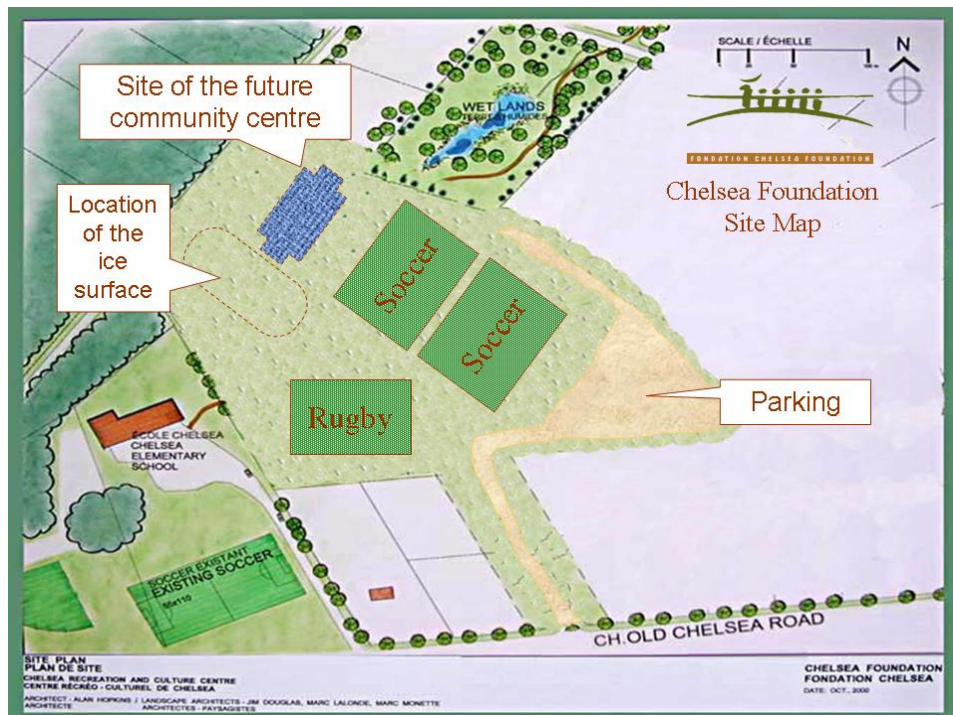 SCALE / ÉCHELLE
N
Site of the future
community centre
WETLANDS
TERRES HUMIDES
FONDATION CHELSEA FOUNDATION
Chelsea Foundation
Site Map
Location
of the
ice
surface
Soccer
Soccer
Rugby
Parking
ÉCOLE CHELSEA
CHELSEA
ELEMENTARY
SCHOOL
SOCCER EXISTANT
EXISTING SOCCER
55x110
CH.OLD CHELSEA ROAD
SITE PLAN
PLAN DE SITE
CHELSEA RECREATION AND CULTURE CENTRE
CENTRE RÉCRÉO - CULTUREL DE CHELSEA
ARCHITECT - ALAN HOPKINS / LANDSCAPE ARCHITECTS - JIM DOUGLAS, MARC LALONDE, MARC MONETTE
ARCHITECTE ARCHITECTES - PAYSAGISTES
CHELSEA FOUNDATION
FONDATION CHELSEA
DATE: OCT., 2000